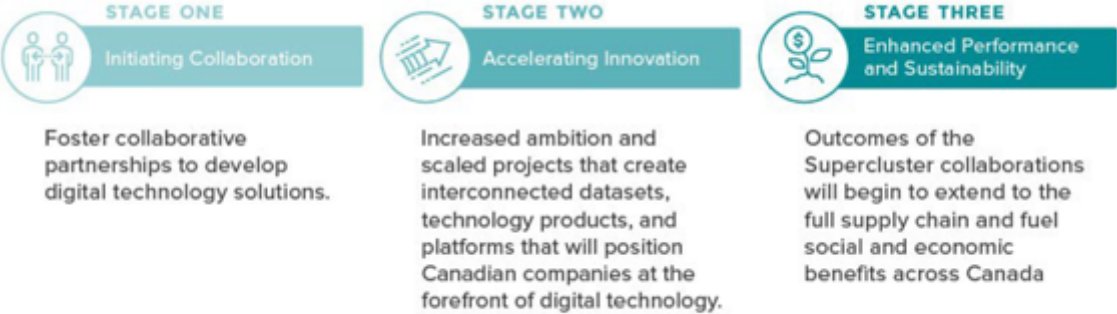 STAGE ONE
Initiating Collaboration
Foster collaborative
partnerships to develop
digital technology solutions.
STAGE TWO
Accelerating Innovation
Increased ambition and
scaled projects that create
interconnected datasets,
technology products, and
platforms that will position
Canadian companies at the
forefront of digital technology.
STAGE THREE
Enhanced Performance
and Sustainability
Outcomes of the
Supercluster collaborations
will begin to extend to the
full supply chain and fuel
social and economic
benefits across Canada